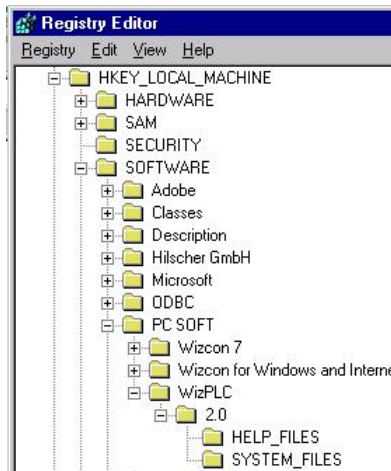 Registry Editor
Registry Edit View Help
HKEY_LOCAL_MACHINE
HARDWARE
SAM
SECURITY
SOFTWARE
Adobe
Classes
Description
Hilscher GmbH
Microsoft
ODBC
PC SOFT
Wizcon 7
Wizcon for Windows and Interne
WizPLC
2.0
HELP_FILES
SYSTEM_FILES